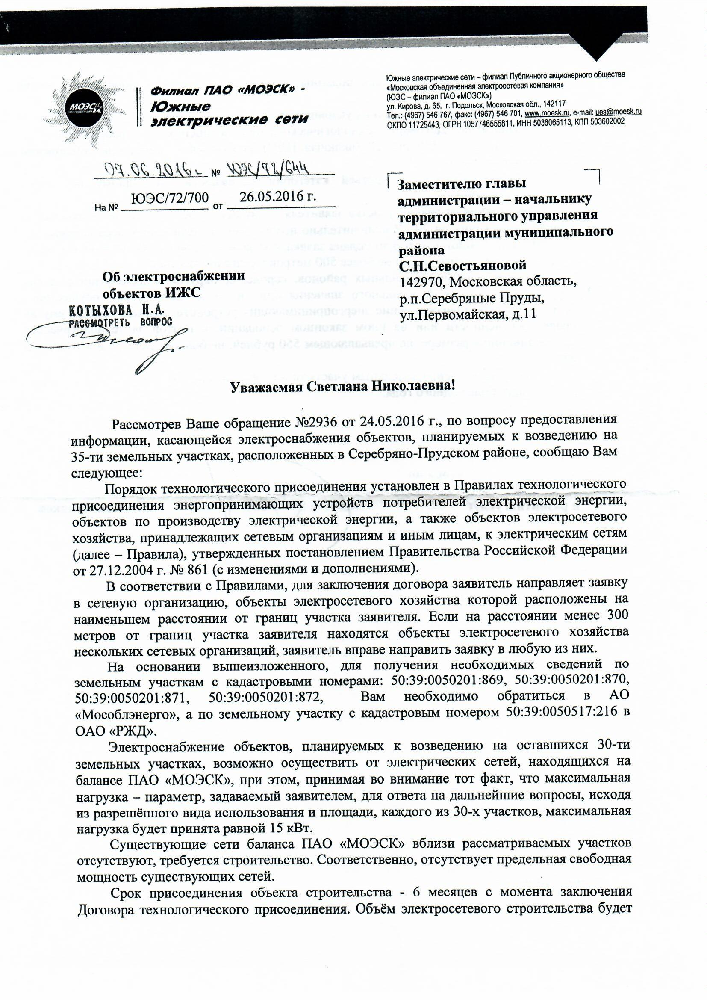 МОЭСК
Филиал ПАО «МОЭСК» -
Южные
электрические сети
Южные электрические сети – филиал Публичного акционерного общества
«Московская объединенная электросетевая компания»
(ЮЭС – филиал ПАО «МОЭСК»)
ул. Кирова, д. 65, г. Подольск, Московская обл., 142117
Тел.: (4967) 546 767, факс: (4967) 546 701, www.moesk.ru, e-mail: ues@moesk.ru
ОКПО 11725443, ОГРН 1057746555811, ИНН 5036065113, КПП 503602002
07.06.2016г № ЮЭС/72/644
На № ЮЭС/72/700 от 26.05.2016 г.
Заместителю главы
администрации – начальнику
территориального управления
администрации муниципального
района
С.Н.Севостьяновой
142970, Московская область,
р.п.Серебряные Пруды,
ул.Первомайская, д.11
Об электроснабжении
объектов ИЖС
КОТЫХОВА Н.А.
РАССМОТРЕТЬ ВОПРОС
Уважаемая Светлана Николаевна!
Рассмотрев Ваше обращение №2936 от 24.05.2016 г., по вопросу предоставления
информации, касающейся электроснабжения объектов, планируемых к возведению на
35-ти земельных участках, расположенных в Серебряно-Прудском районе, сообщаю Вам
следующее:
Порядок технологического присоединения установлен в Правилах технологического
присоединения энергопринимающих устройств потребителей электрической энергии,
объектов по производству электрической энергии, а также объектов электросетевого
хозяйства, принадлежащих сетевым организациям и иным лицам, к электрическим сетям
(далее – Правила), утвержденных постановлением Правительства Российской Федерации
от 27.12.2004 г. № 861 (с изменениями и дополнениями).
В соответствии с Правилами, для заключения договора заявитель направляет заявку
в сетевую организацию, объекты электросетевого хозяйства которой расположены на
наименьшем расстоянии от границ участка заявителя. Если на расстоянии менее 300
метров от границ участка заявителя находятся объекты электросетевого хозяйства
нескольких сетевых организаций, заявитель вправе направить заявку в любую из них.
На основании вышеизложенного, для получения необходимых сведений по
земельным участкам с кадастровыми номерами: 50:39:0050201:869, 50:39:0050201:870,
50:39:0050201:871, 50:39:0050201:872, Вам необходимо обратиться в АО
«Мособлэнерго», а по земельному участку с кадастровым номером 50:39:0050517:216 в
ОАО «РЖД».
Электроснабжение объектов, планируемых к возведению на оставшихся 30-ти
земельных участках, возможно осуществить от электрических сетей, находящихся на
балансе ПАО «МОЭСК», при этом, принимая во внимание тот факт, что максимальная
нагрузка – параметр, задаваемый заявителем, для ответа на дальнейшие вопросы, исходя
из разрешённого вида использования и площади, каждого из 30-х участков, максимальная
нагрузка будет принята равной 15 кВт.
Существующие сети баланса ПАО «МОЭСК» вблизи рассматриваемых участков
отсутствуют, требуется строительство. Соответственно, отсутствует предельная свободная
мощность существующих сетей.
Срок присоединения объекта строительства - 6 месяцев с момента заключения
Договора технологического присоединения. Объём электросетевого строительства будет